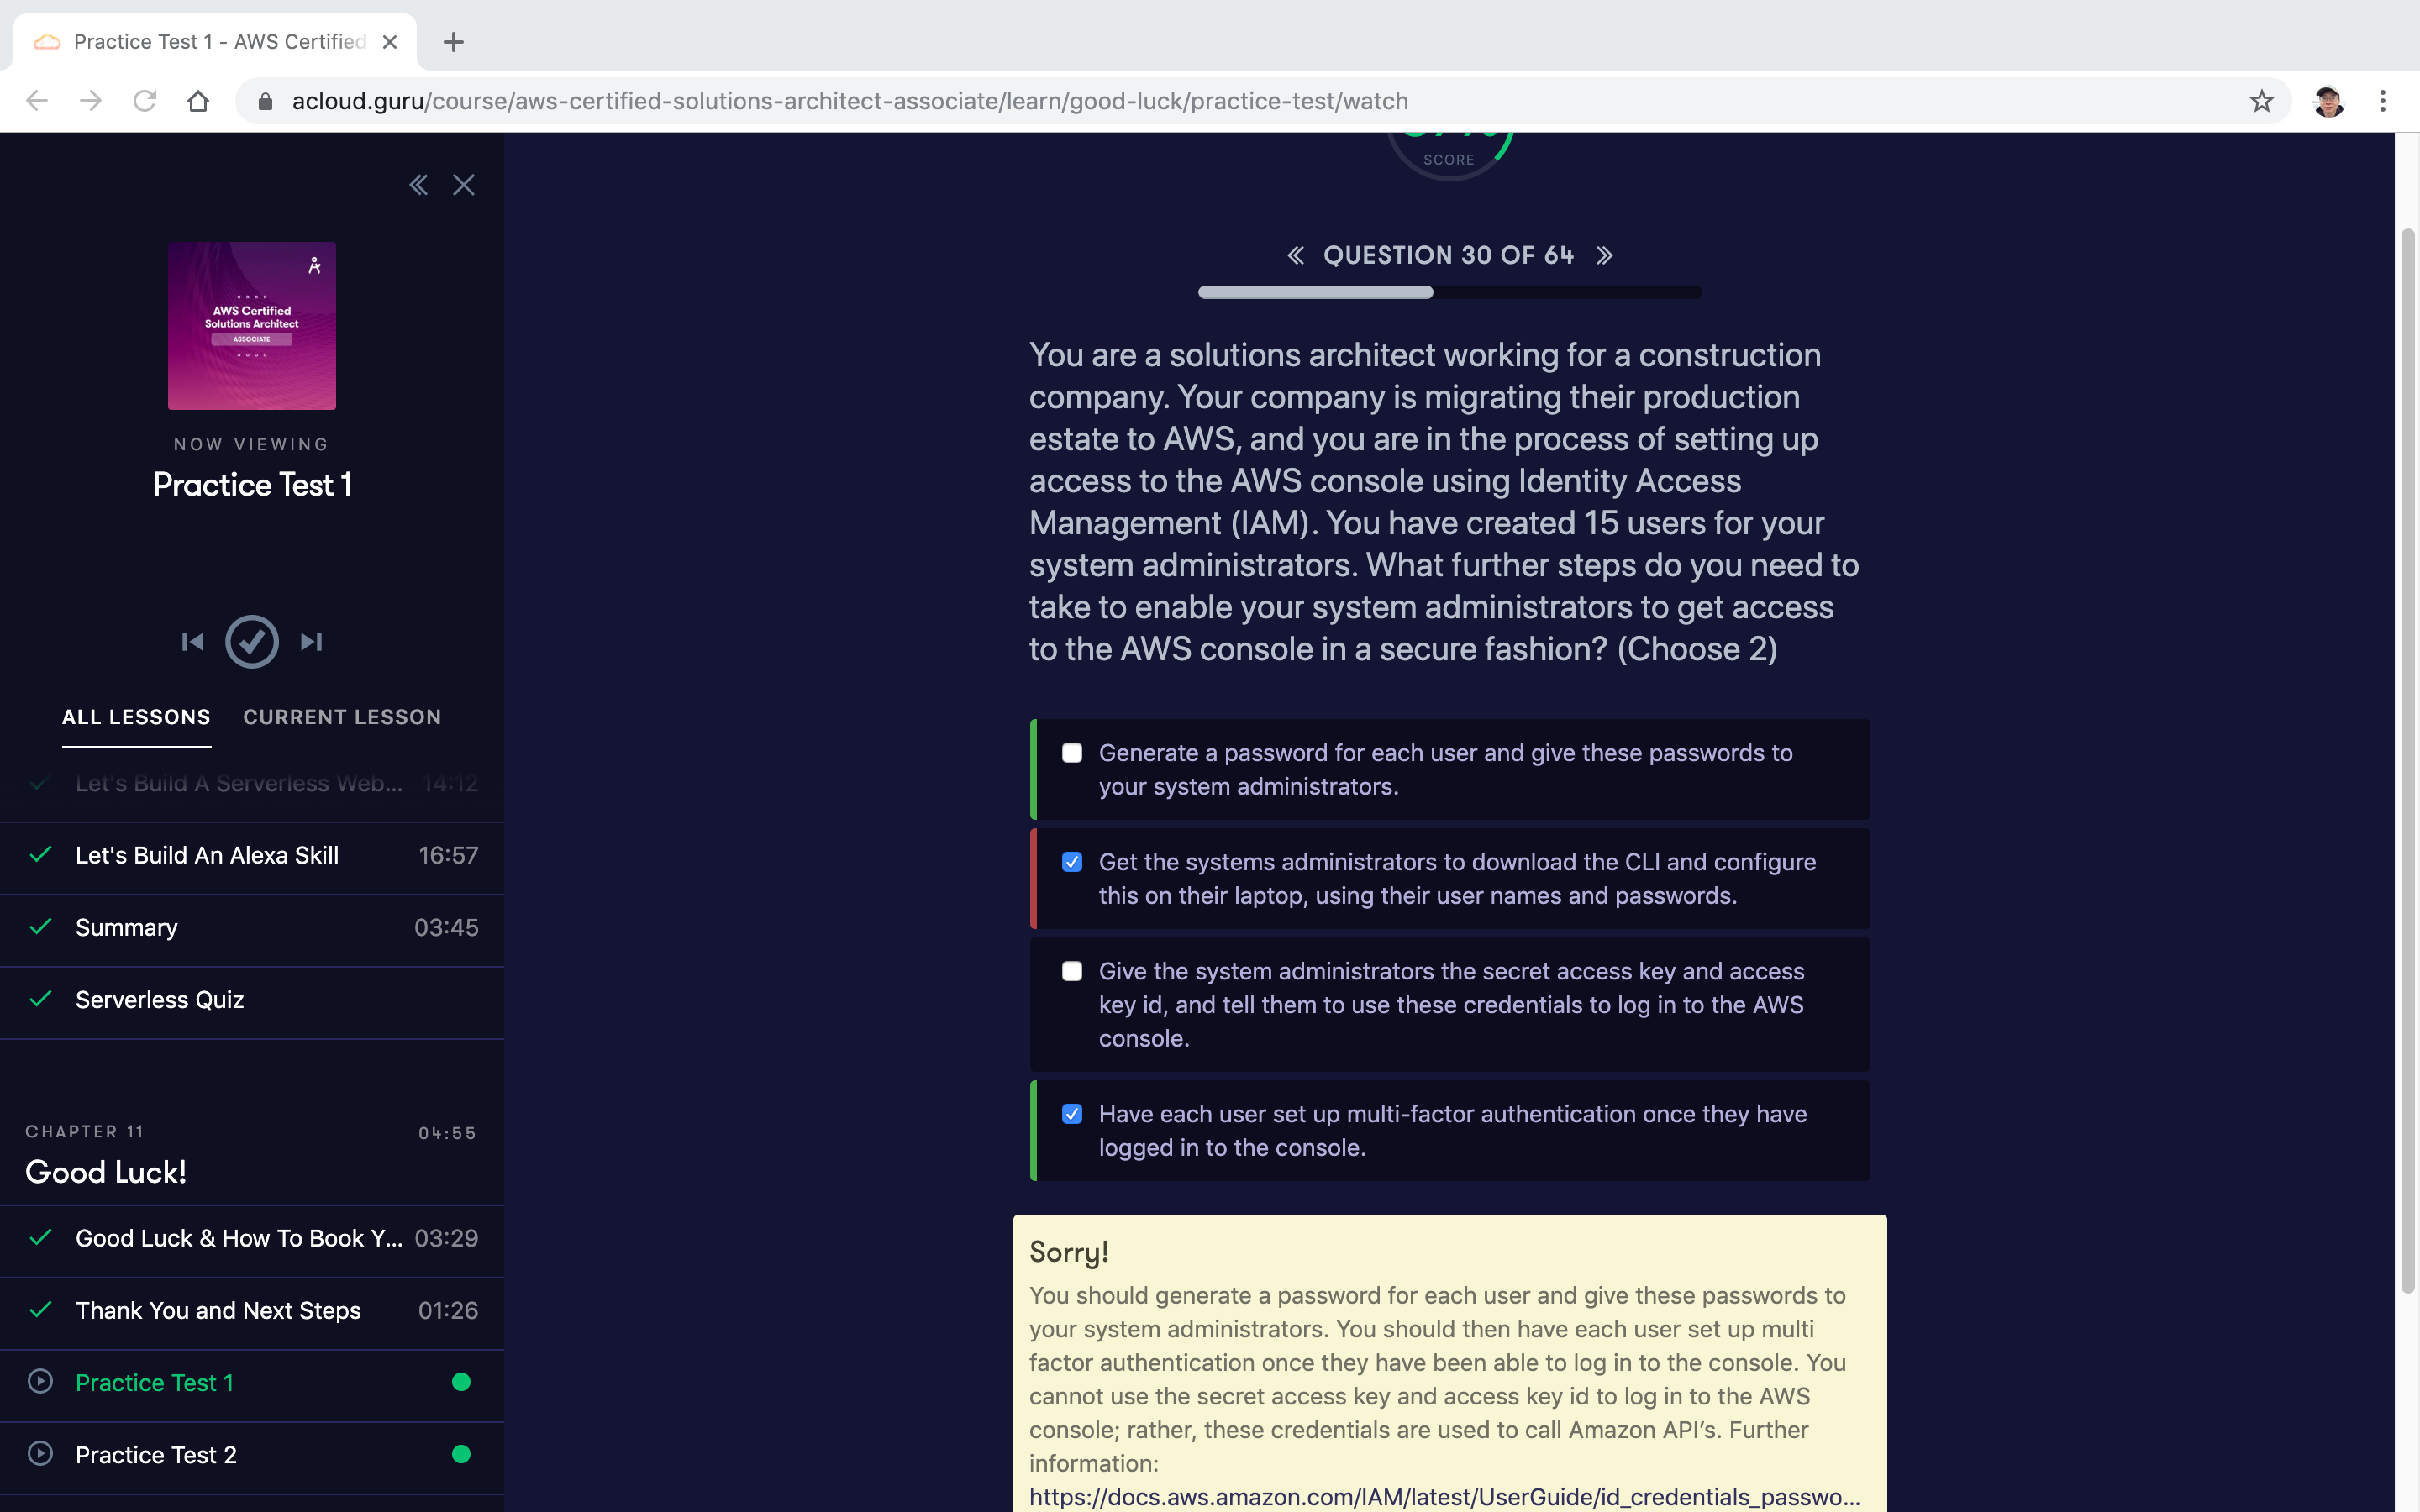 Practice Test 1 - AWS Certified
acloud.guru/course/aws-certified-solutions-architect-associate/learn/good-luck/practice-test/watch
AWS Certified
Solutions Architect
ASSOCIATE
NOW VIEWING
Practice Test 1
ALL LESSONS
CURRENT LESSON
Let's Build A Serverless Web... 14:12
Let's Build An Alexa Skill 16:57
Summary 03:45
Serverless Quiz
CHAPTER 11 04:55
Good Luck!
Good Luck & How To Book Y... 03:29
Thank You and Next Steps 01:26
Practice Test 1
Practice Test 2
SCORE
QUESTION 30 OF 64
You are a solutions architect working for a construction
company. Your company is migrating their production
estate to AWS, and you are in the process of setting up
access to the AWS console using Identity Access
Management (IAM). You have created 15 users for your
system administrators. What further steps do you need to
take to enable your system administrators to get access
to the AWS console in a secure fashion? (Choose 2)
Generate a password for each user and give these passwords to
your system administrators.
Get the systems administrators to download the CLI and configure
this on their laptop, using their user names and passwords.
Give the system administrators the secret access key and access
key id, and tell them to use these credentials to log in to the AWS
console.
Have each user set up multi-factor authentication once they have
logged in to the console.
Sorry!
You should generate a password for each user and give these passwords to
your system administrators. You should then have each user set up multi
factor authentication once they have been able to log in to the console. You
cannot use the secret access key and access key id to log in to the AWS
console; rather, these credentials are used to call Amazon API’s. Further
information:
https://docs.aws.amazon.com/IAM/latest/UserGuide/id_credentials_passwo...